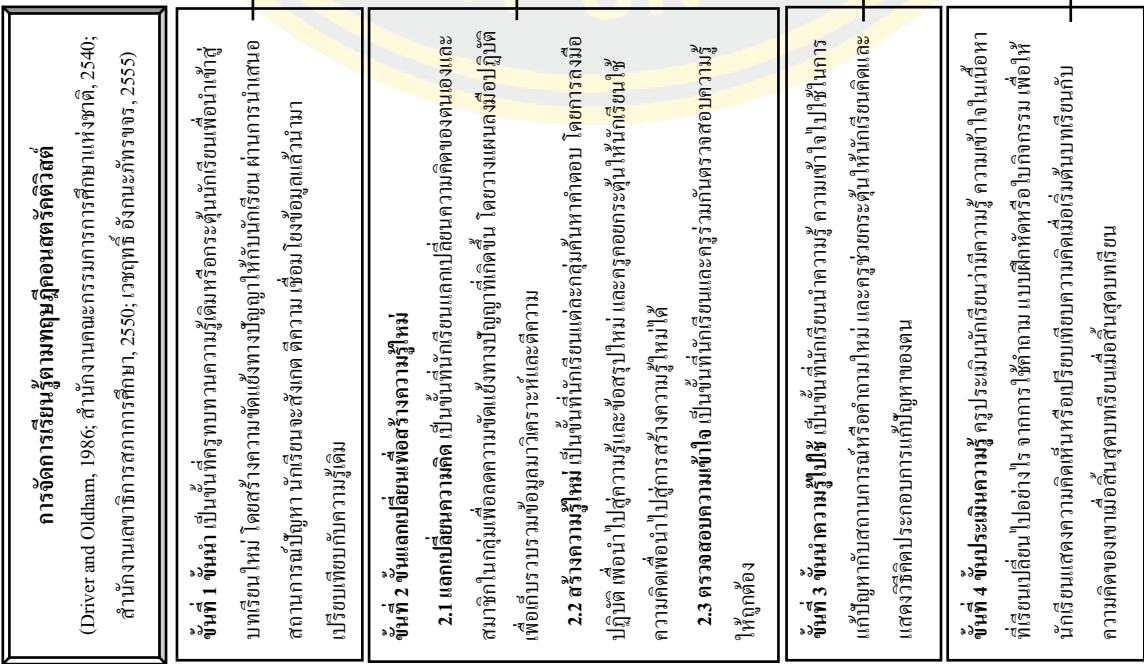 การจัดการเรียนรู้ตามทฤษฎีคอนสตรัคติวิสต์
(Driver and Oldham, 1986; สำนักงานคณะกรรมการการศึกษาแห่งชาติ, 2540;
สำนักงานเลขาธิการสภาการศึกษา, 2550; เวชฤทธิ์ อังกนะภัทรขจร, 2555)
ขั้นที่ 1 ขั้นนำ เป็นขั้นที่ครูทบทวนความรู้เดิมหรือกระตุ้นนักเรียนเพื่อนำเข้าสู่
บทเรียนใหม่ โดยสร้างความขัดแย้งทางปัญญาให้กับนักเรียน ผ่านการนำเสนอ
สถานการณ์ปัญหา นักเรียนจะสังเกต ตีความ เชื่อมโยงข้อมูลแล้วนำมา
เปรียบเทียบกับความรู้เดิม
ขั้นที่ 2 ขั้นแลกเปลี่ยนเพื่อสร้างความรู้ใหม่
2.1 แลกเปลี่ยนความคิด เป็นขั้นที่นักเรียนแลกเปลี่ยนความคิดของตนเองและ
สมาชิกในกลุ่มเพื่อลดความขัดแย้งทางปัญญาที่เกิดขึ้น โดยวางแผนลงมือปฏิบัติ
เพื่อเก็บรวบรวมข้อมูลมาวิเคราะห์และตีความ
2.2 สร้างความรู้ใหม่ เป็นขั้นที่นักเรียนแต่ละกลุ่มค้นหาคำตอบ โดยการลงมือ
ปฏิบัติ เพื่อนำไปสู่ความรู้และข้อสรุปใหม่ และครูคอยกระตุ้นให้นักเรียนใช้
ความคิดเพื่อนำไปสู่การสร้างความรู้ใหม่ได้
2.3 ตรวจสอบความเข้าใจ เป็นขั้นที่นักเรียนและครูร่วมกันตรวจสอบความรู้
ให้ถูกต้อง
ขั้นที่ 3 ขั้นนำความรู้ไปใช้ เป็นขั้นที่นักเรียนนำความรู้ ความเข้าใจไปใช้ในการ
แก้ปัญหากับสถานการณ์หรือคำถามใหม่ และครูช่วยกระตุ้นให้นักเรียนคิดและ
แสดงวิธีคิดประกอบการแก้ปัญหาของตน
ขั้นที่ 4 ขั้นประเมินความรู้ ครูประเมินนักเรียนว่ามีความรู้ ความเข้าใจในเนื้อหา
ที่เรียนเปลี่ยนไปอย่างไร จากการใช้คำถาม แบบฝึกหัดหรือใบกิจกรรม เพื่อให้
นักเรียนแสดงความคิดเห็นหรือเปรียบเทียบความคิดเมื่อเริ่มต้นบทเรียนกับ
ความคิดของเขาเมื่อสิ้นสุดบทเรียนเมื่อสิ้นสุดบทเรียน